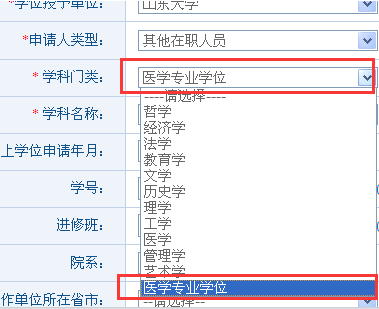 *学位授予单位： 山东大学
*申请人类型： 其他在职人员
* 学科门类： 医学专业学位
----请选择----
* 学科名称： 哲学
经济学
法学
上学位申请年月： 教育学
文学
学号： 历史学
理学
进修班： 工学
医学
院系： 管理学
艺术学
医学专业学位
作单位所在省市： --请选择--